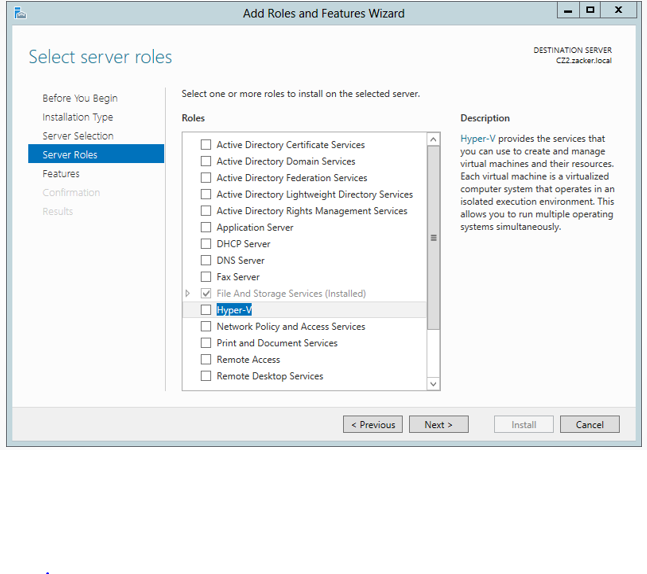 Add Roles and Features Wizard
Select server roles
DESTINATION SERVER
CZ2.zacker.local
Before You Begin
Installation Type
Server Selection
Server Roles
Features
Confirmation
Results
Select one or more roles to install on the selected server.
Roles
Active Directory Certificate Services
Active Directory Domain Services
Active Directory Federation Services
Active Directory Lightweight Directory Services
Active Directory Rights Management Services
Application Server
DHCP Server
DNS Server
Fax Server
File And Storage Services (Installed)
Hyper-V
Network Policy and Access Services
Print and Document Services
Remote Access
Remote Desktop Services
Description
Hyper-V provides the services that
you can use to create and manage
virtual machines and their resources.
Each virtual machine is a virtualized
computer system that operates in an
isolated execution environment. This
allows you to run multiple operating
systems simultaneously.
< Previous
Next >
Install
Cancel